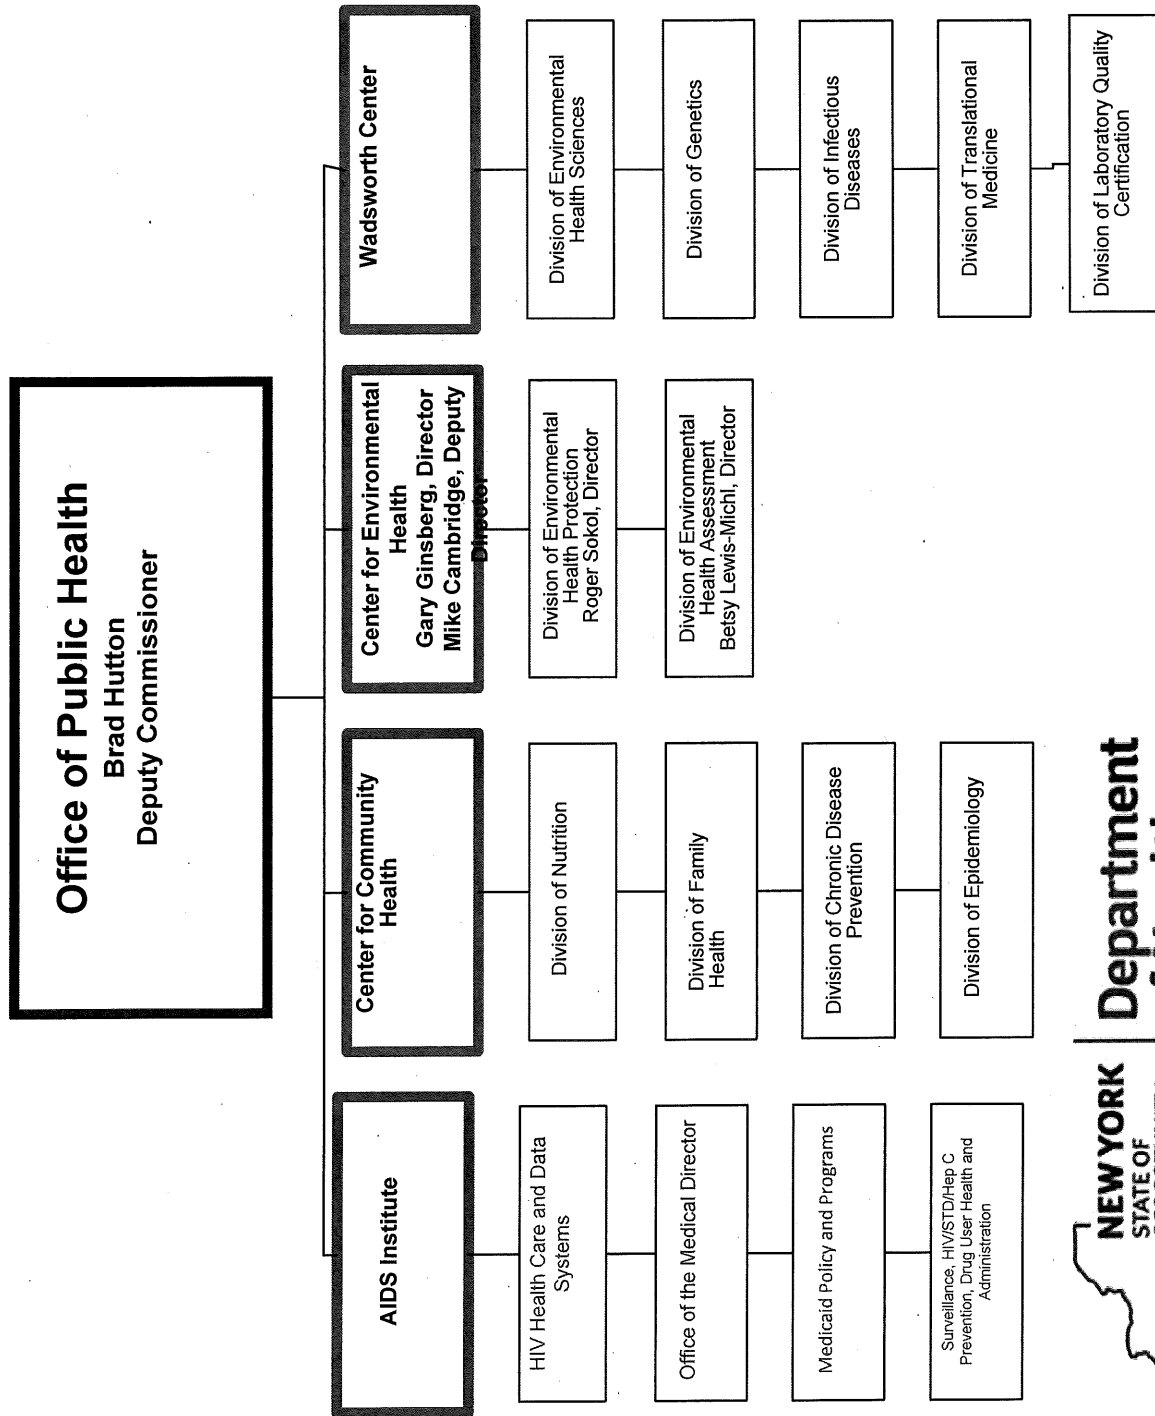 Office of Public Health
Brad Hutton
Deputy Commissioner
AIDS Institute
HIV Health Care and Data
Systems
Office of the Medical Director
Medicaid Policy and Programs
Surveillance, HIV/STD/Hep C
Prevention, Drug User Health and
Administration
Center for Community
Health
Division of Nutrition
Division of Family
Health
Division of Chronic Disease
Prevention
Division of Epidemiology
Center for Environmental
Health
Gary Ginsberg, Director
Mike Cambridge, Deputy
Director
Division of Environmental
Health Protection
Roger Sokol, Director
Division of Environmental
Health Assessment
Betsy Lewis-Michl, Director
Wadsworth Center
Division of Environmental
Health Sciences
Division of Genetics
Division of Infectious
Diseases
Division of Translational
Medicine
Division of Laboratory Quality
Certification
NEW YORK
STATE OF
Department